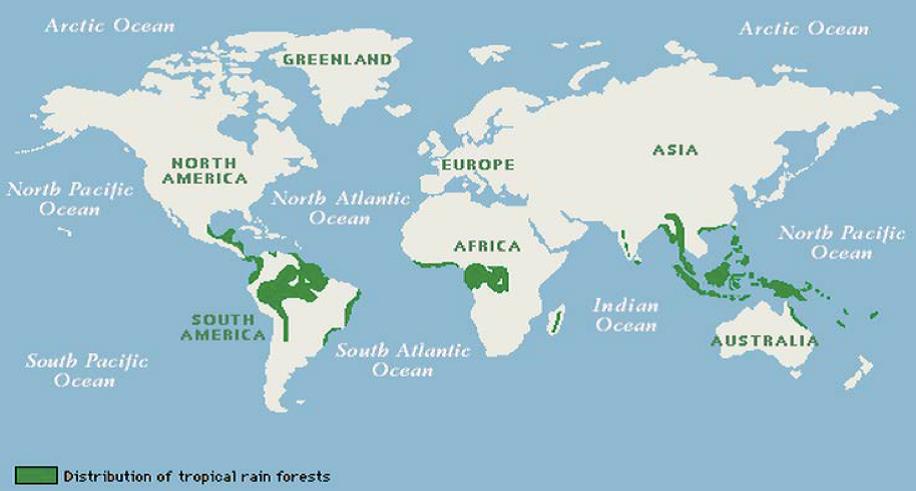 Arctic Ocean
Arctic Ocean
GREENLAND
ASIA
NORTH
AMERICA
EUROPE
North Pacific
Ocean
North Atlantic
Ocean
AFRICA
North Pacific
Ocean
Indian
Ocean
SOUTH
AMERICA
AUSTRALIA
South Atlantic
Ocean
South Pacific
Ocean
Distribution of tropical rain forests